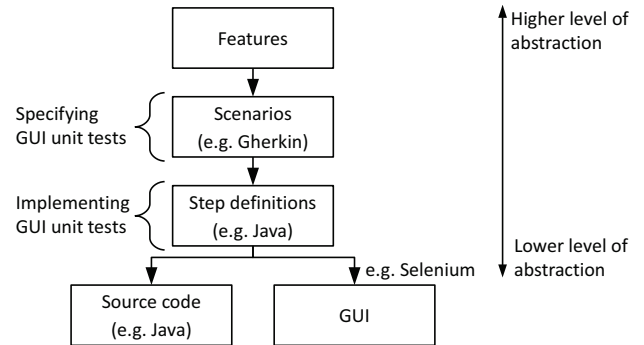 Features
Higher level of
abstraction
Specifying
GUI unit tests
Scenarios
(e.g. Gherkin)
Implementing
GUI unit tests
Step definitions
(e.g. Java)
Lower level of
abstraction
e.g. Selenium
Source code
(e.g. Java)
GUI